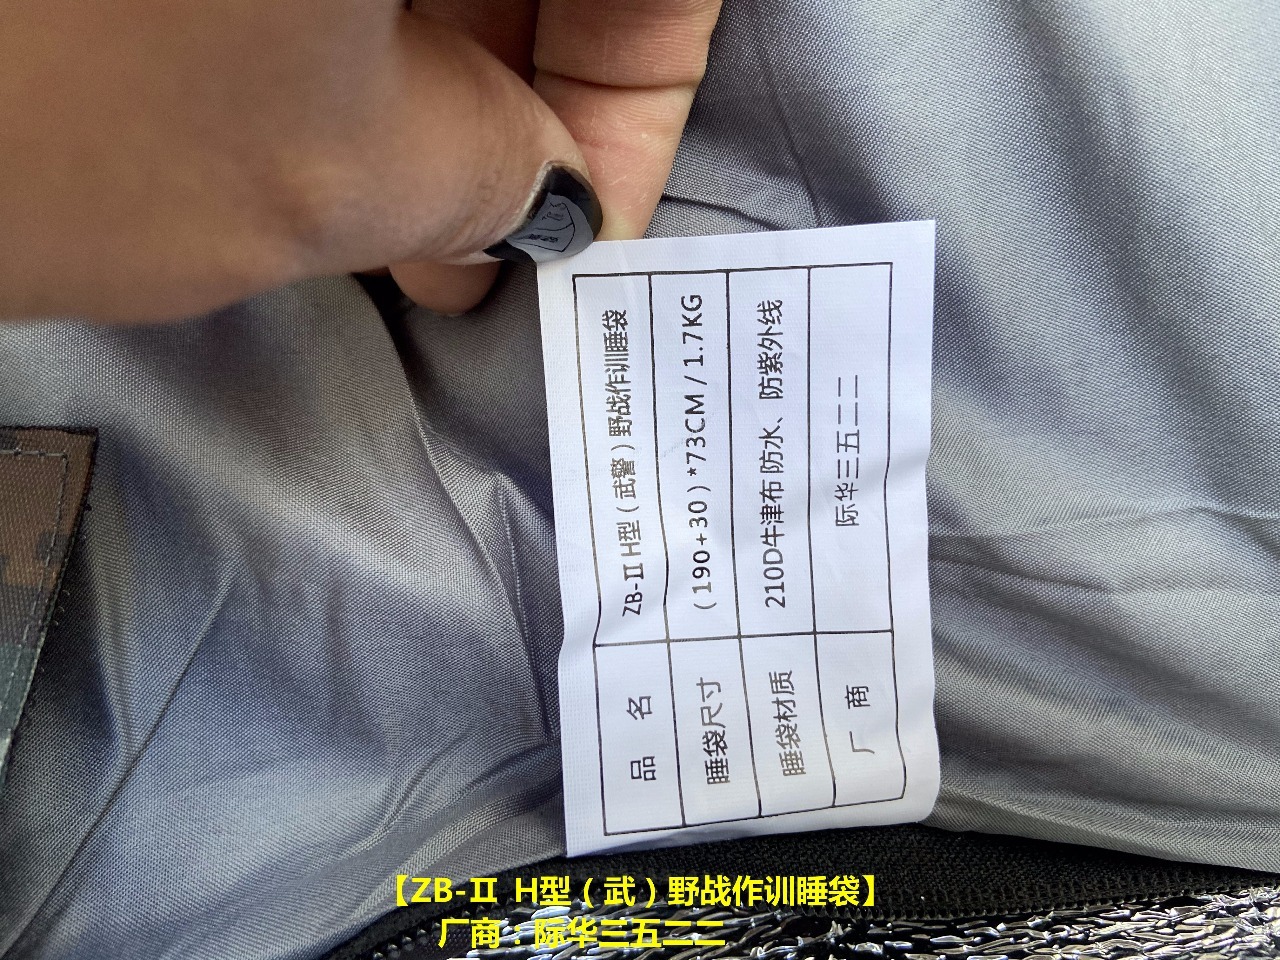 品 名 ZB-Ⅱ H型（武警）野战作训睡袋
睡袋尺寸 （190+30）*73CM / 1.7KG
睡袋材质 210D牛津布 防水、防紫外线
厂 商 际华三五二二
【ZB-Ⅱ H型（武）野战作训睡袋】
厂商：际华三五二二